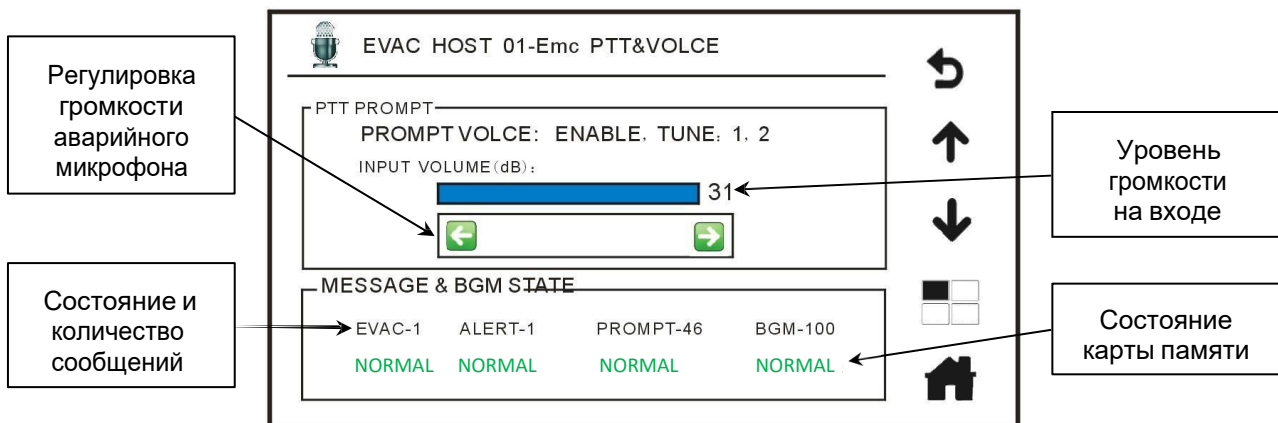 EVAC HOST 01-Emc PTT&VOLCE
Регулировка
громкости
аварийного
микрофона
PTT PROMPT
PROMPT VOLCE: ENABLE, TUNE: 1, 2
INPUT VOLUME(dB):
31
Уровень
громкости
на входе
MESSAGE & BGM STATE
Состояние и
количество
сообщений
EVAC-1 ALERT-1 PROMPT-46 BGM-100
NORMAL NORMAL NORMAL NORMAL
Состояние
карты памяти